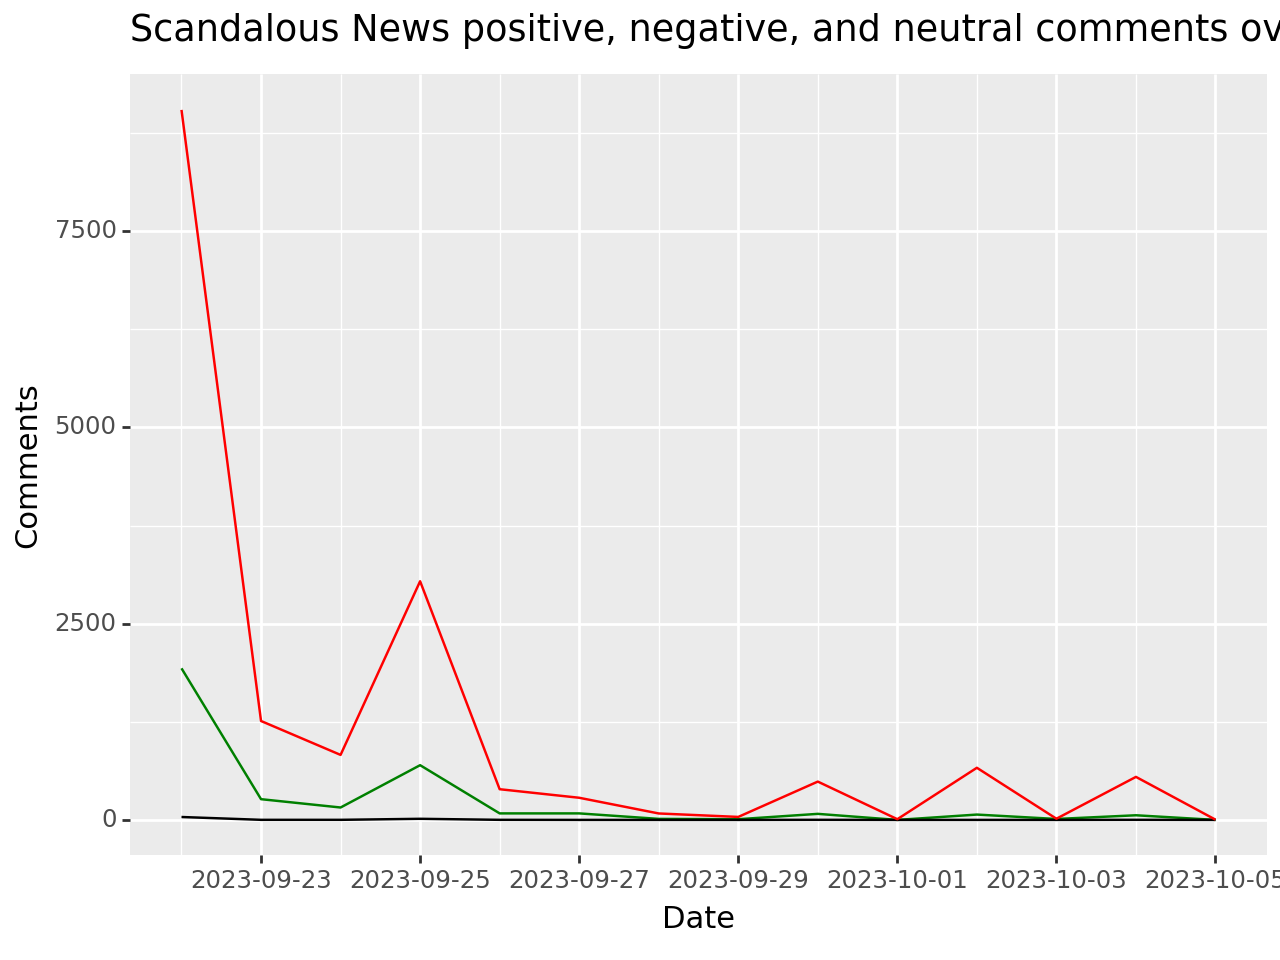 Scandalous News positive, negative, and neutral comments ov
7500
5000
2500
0
Comments
2023-09-23 2023-09-25 2023-09-27 2023-09-29 2023-10-01 2023-10-03 2023-10-05
Date